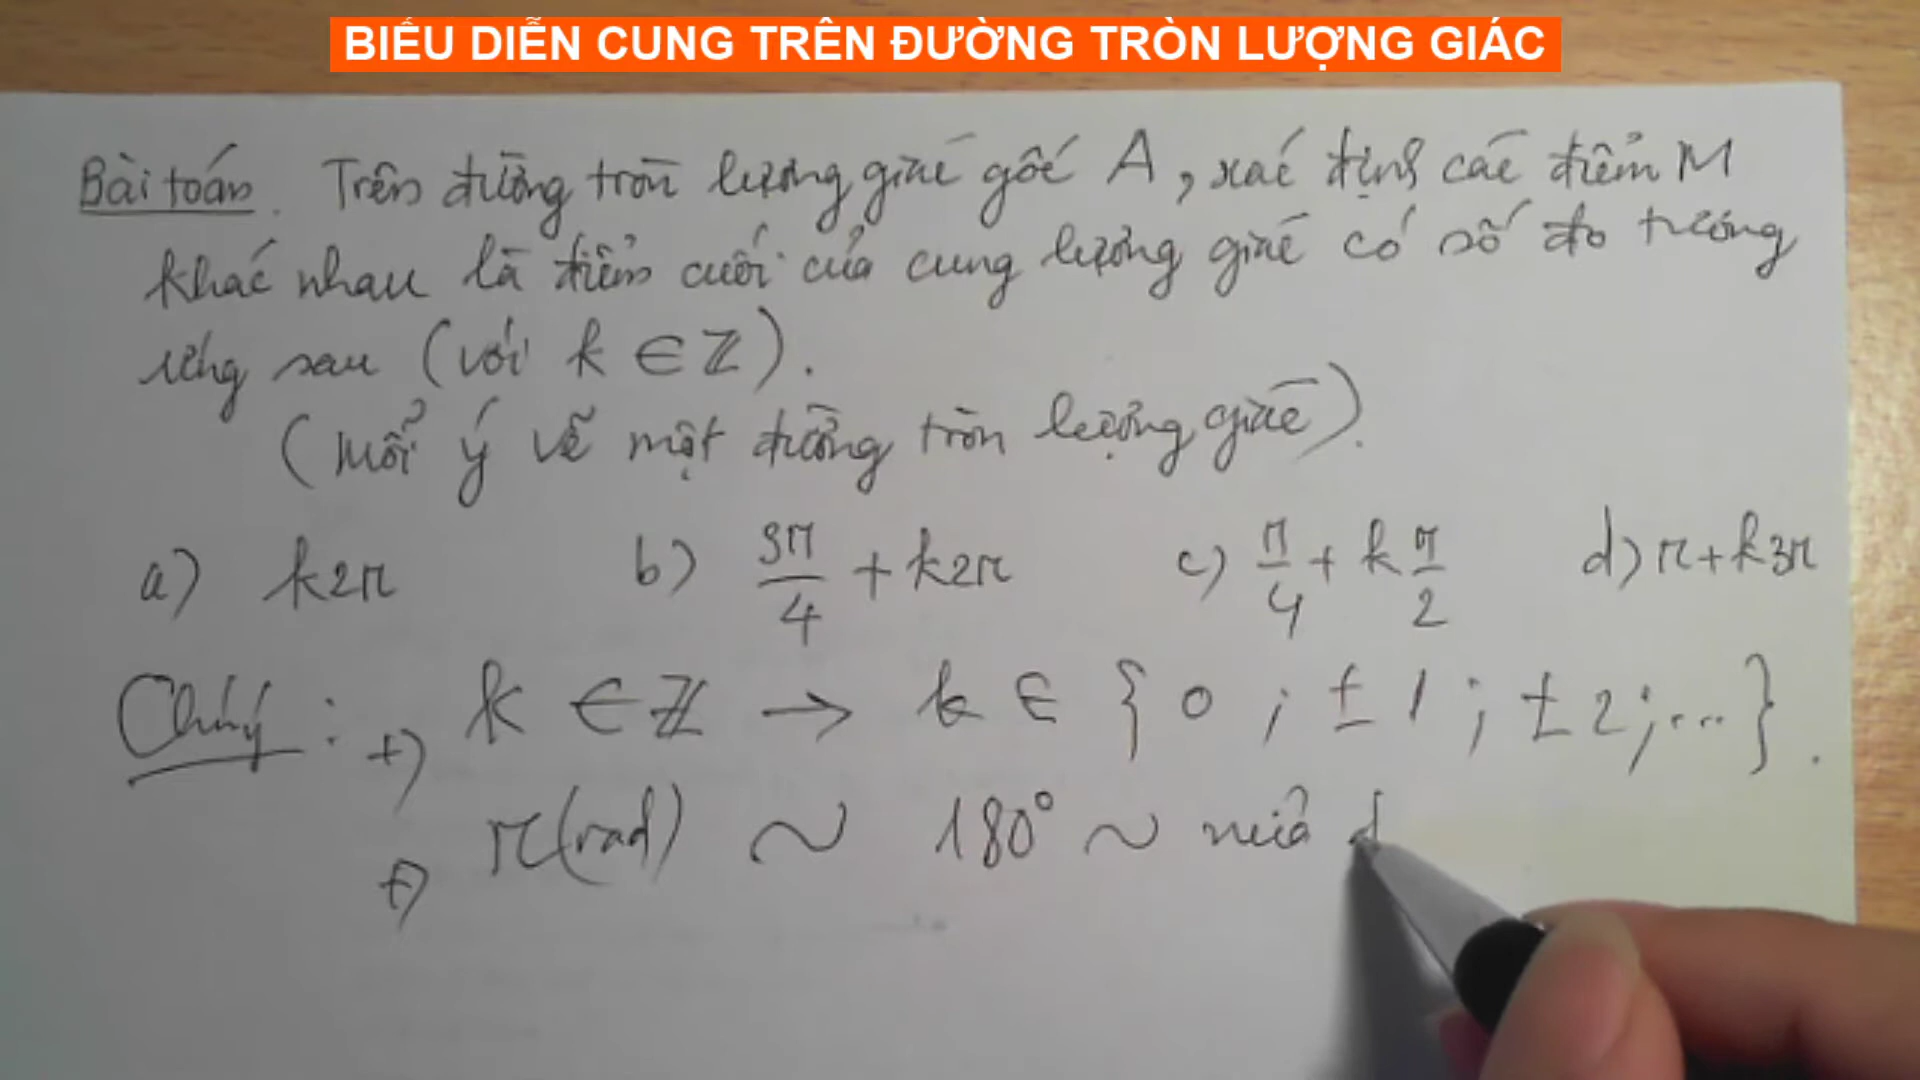 BIỂU DIỄN CUNG TRÊN ĐƯỜNG TRÒN LƯỢNG GIÁC
Bài toán. Trên đường tròn lượng giác gốc A, xác định các điểm M
khác nhau là điểm cuối của cung lượng giác có số đo tương
ứng sau (với k ∈ ℤ).
(Mỗi ý vẽ một đường tròn lượng giác).
a) k2π b) 3π/4 + k2π c) π/4 + k π/2 d) π + k3π
Chú ý: +) k ∈ ℤ → k ∈ { 0 ; ± 1 ; ± 2 ; ... }.
+) π (rad) ~ 180° ~ nửa đ